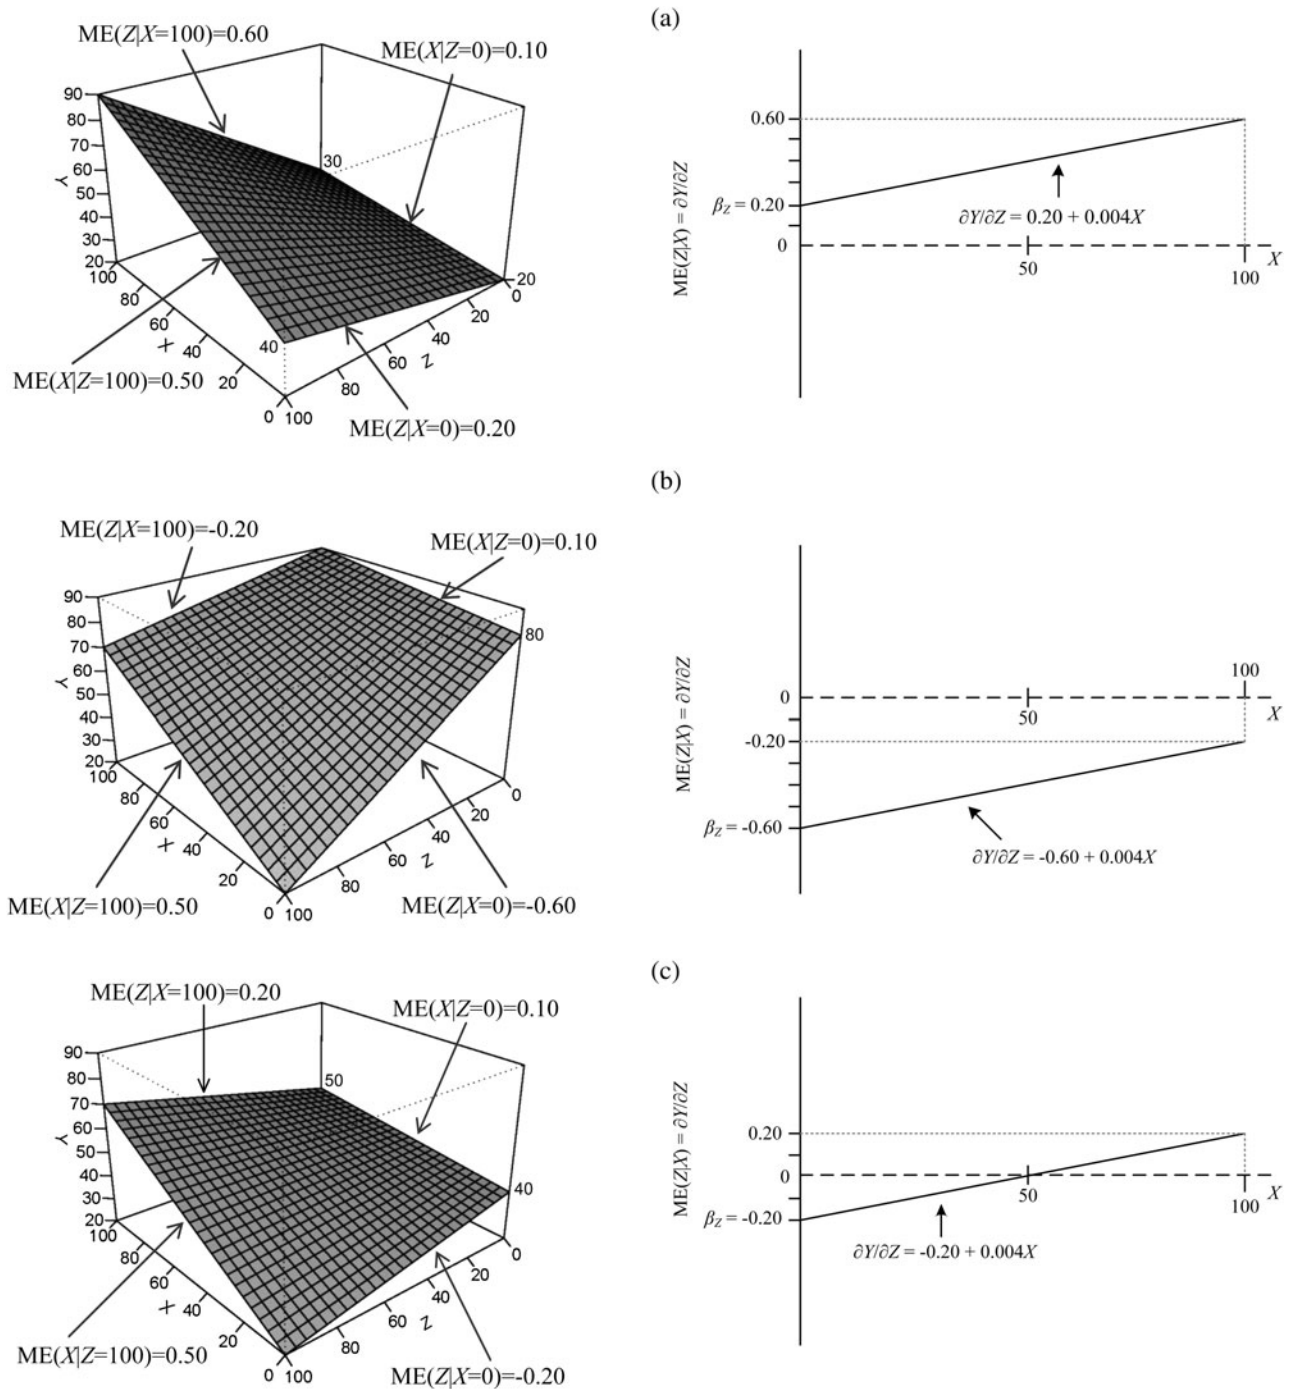 (a)
ME(Z|X=100)=0.60
ME(X|Z=0)=0.10
90
80
70
60
50
40
30
20
Y
100
80
60
40
20
0
X
100
80
60
40
20
0
Z
30
20
40
ME(X|Z=100)=0.50
ME(Z|X=0)=0.20
ME(Z|X) = ∂Y/∂Z
0.60
βZ = 0.20
0
∂Y/∂Z = 0.20 + 0.004X
50
100
X
(b)
ME(Z|X=100)=-0.20
ME(X|Z=0)=0.10
90
80
70
60
50
40
30
20
Y
100
80
60
40
20
0
X
100
80
60
40
20
0
Z
80
ME(X|Z=100)=0.50
ME(Z|X=0)=-0.60
ME(Z|X) = ∂Y/∂Z
0
-0.20
βZ = -0.60
50
100
X
∂Y/∂Z = -0.60 + 0.004X
(c)
ME(Z|X=100)=0.20
ME(X|Z=0)=0.10
90
80
70
60
50
40
30
20
Y
100
80
60
40
20
0
X
100
80
60
40
20
0
Z
50
40
ME(X|Z=100)=0.50
ME(Z|X=0)=-0.20
ME(Z|X) = ∂Y/∂Z
0.20
0
βZ = -0.20
50
100
X
∂Y/∂Z = -0.20 + 0.004X